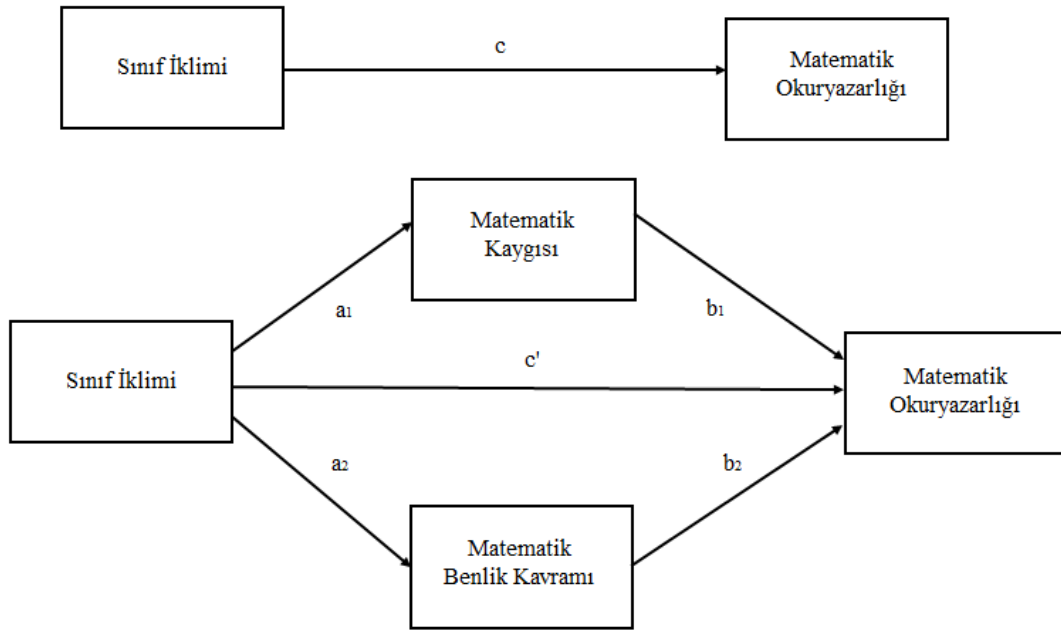 c
Sınıf İklimi
Matematik
Okuryazarlığı
Matematik
Kaygısı
a1
b1
Sınıf İklimi
c'
Matematik
Okuryazarlığı
a2
b2
Matematik
Benlik Kavramı